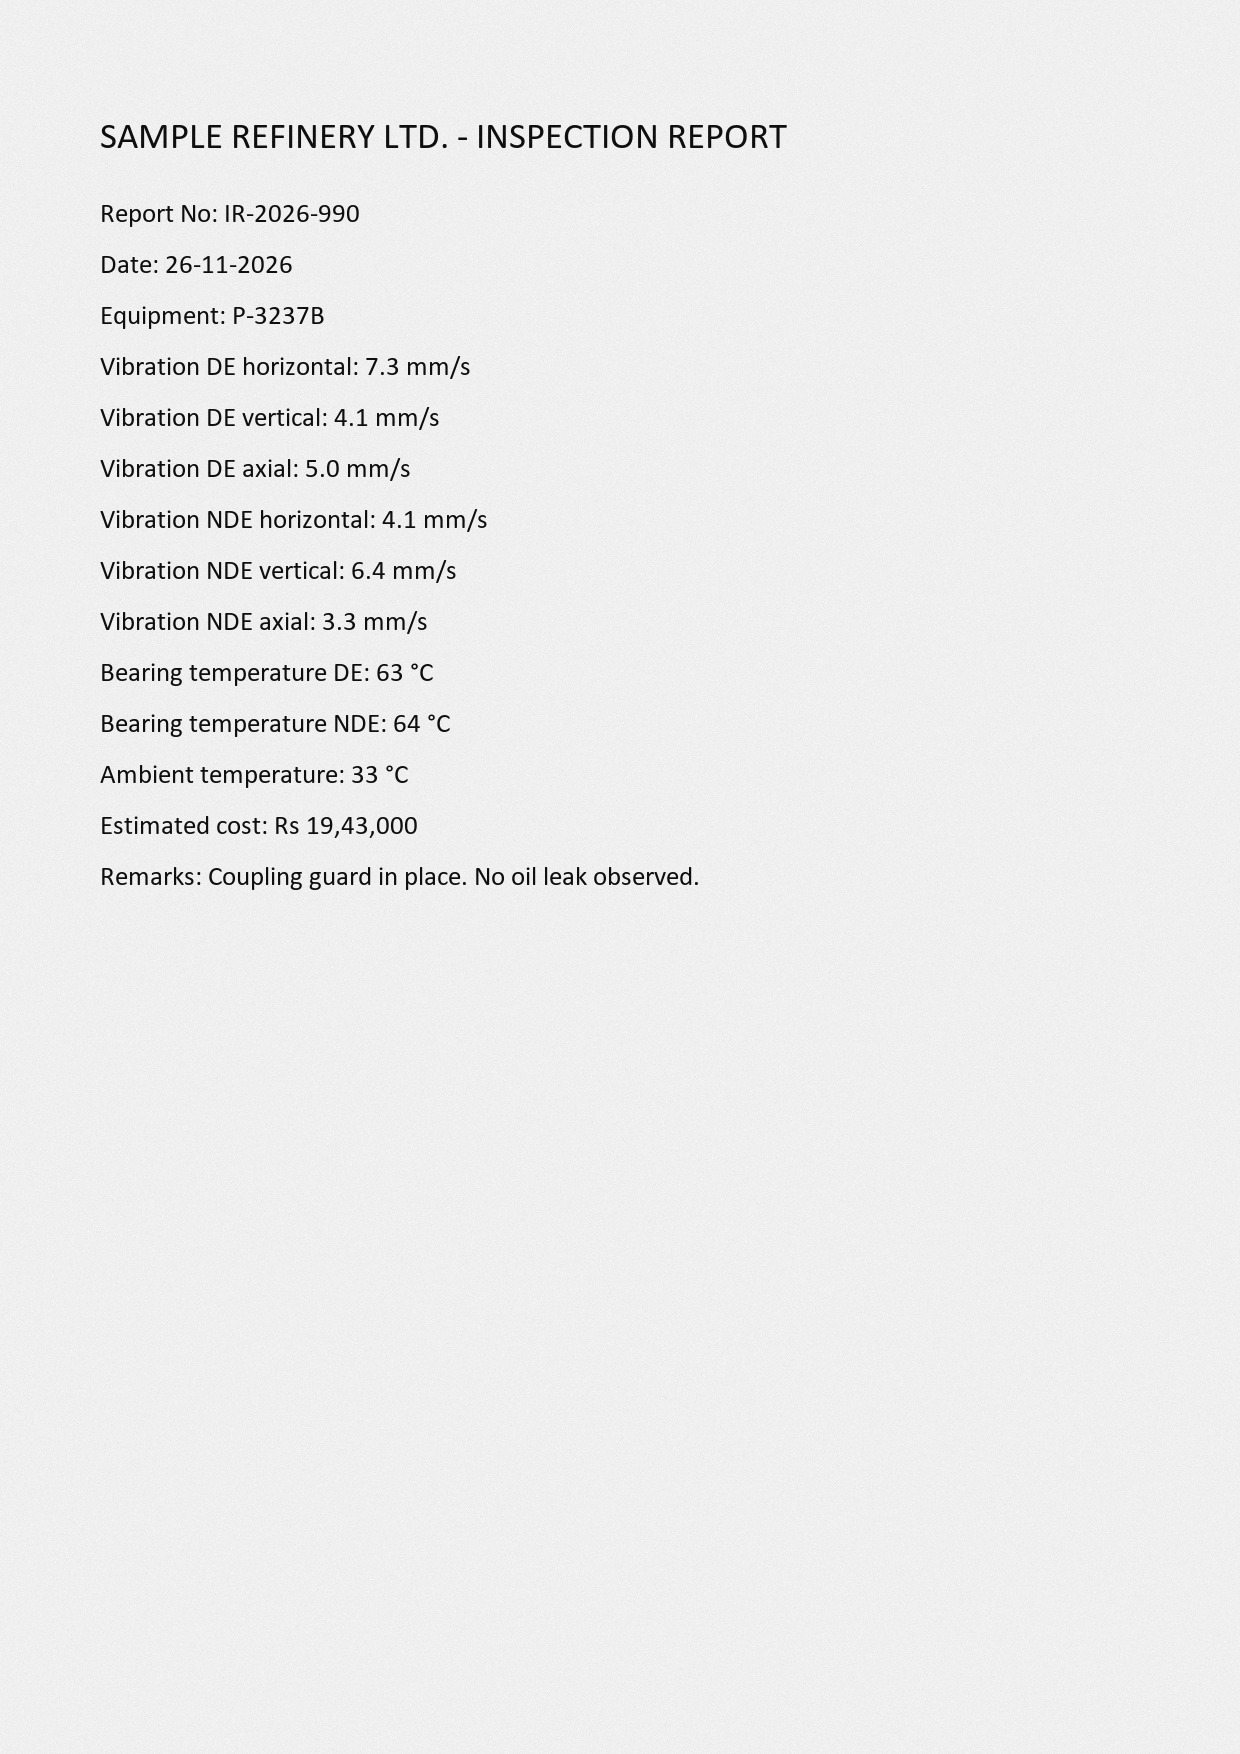 SAMPLE REFINERY LTD. - INSPECTION REPORT
Report No: IR-2026-990
Date: 26-11-2026
Equipment: P-3237B
Vibration DE horizontal: 7.3 mm/s
Vibration DE vertical: 4.1 mm/s
Vibration DE axial: 5.0 mm/s
Vibration NDE horizontal: 4.1 mm/s
Vibration NDE vertical: 6.4 mm/s
Vibration NDE axial: 3.3 mm/s
Bearing temperature DE: 63 °C
Bearing temperature NDE: 64 °C
Ambient temperature: 33 °C
Estimated cost: Rs 19,43,000
Remarks: Coupling guard in place. No oil leak observed.